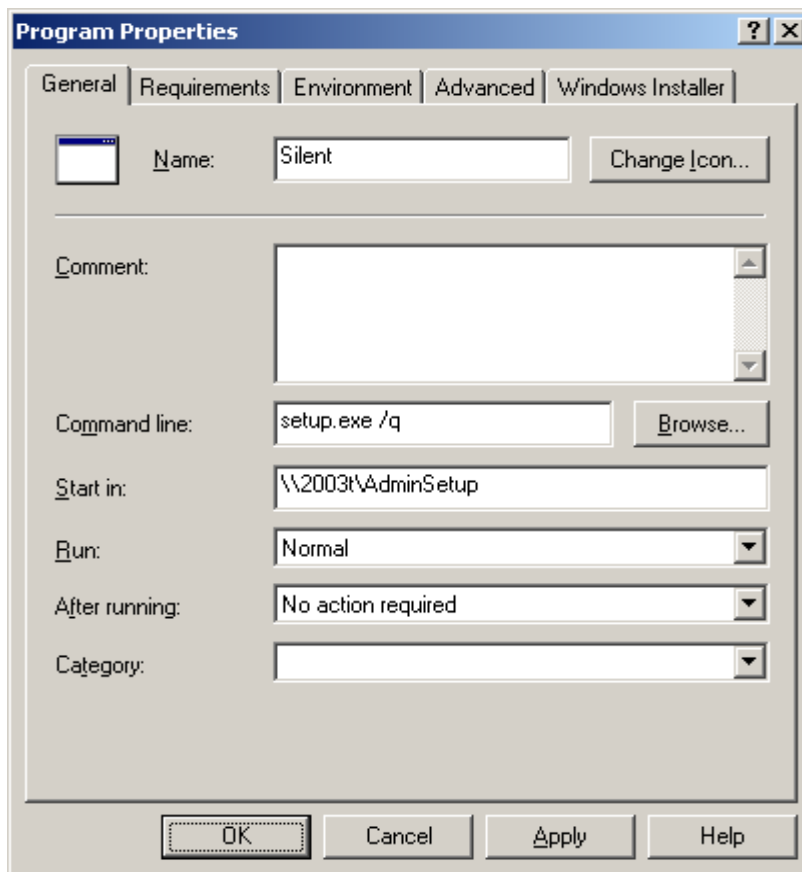 Program Properties
General Requirements Environment Advanced Windows Installer
Name: Silent Change Icon...
Comment:
Command line: setup.exe /q Browse...
Start in: \\2003t\AdminSetup
Run: Normal
After running: No action required
Category:
OK Cancel Apply Help